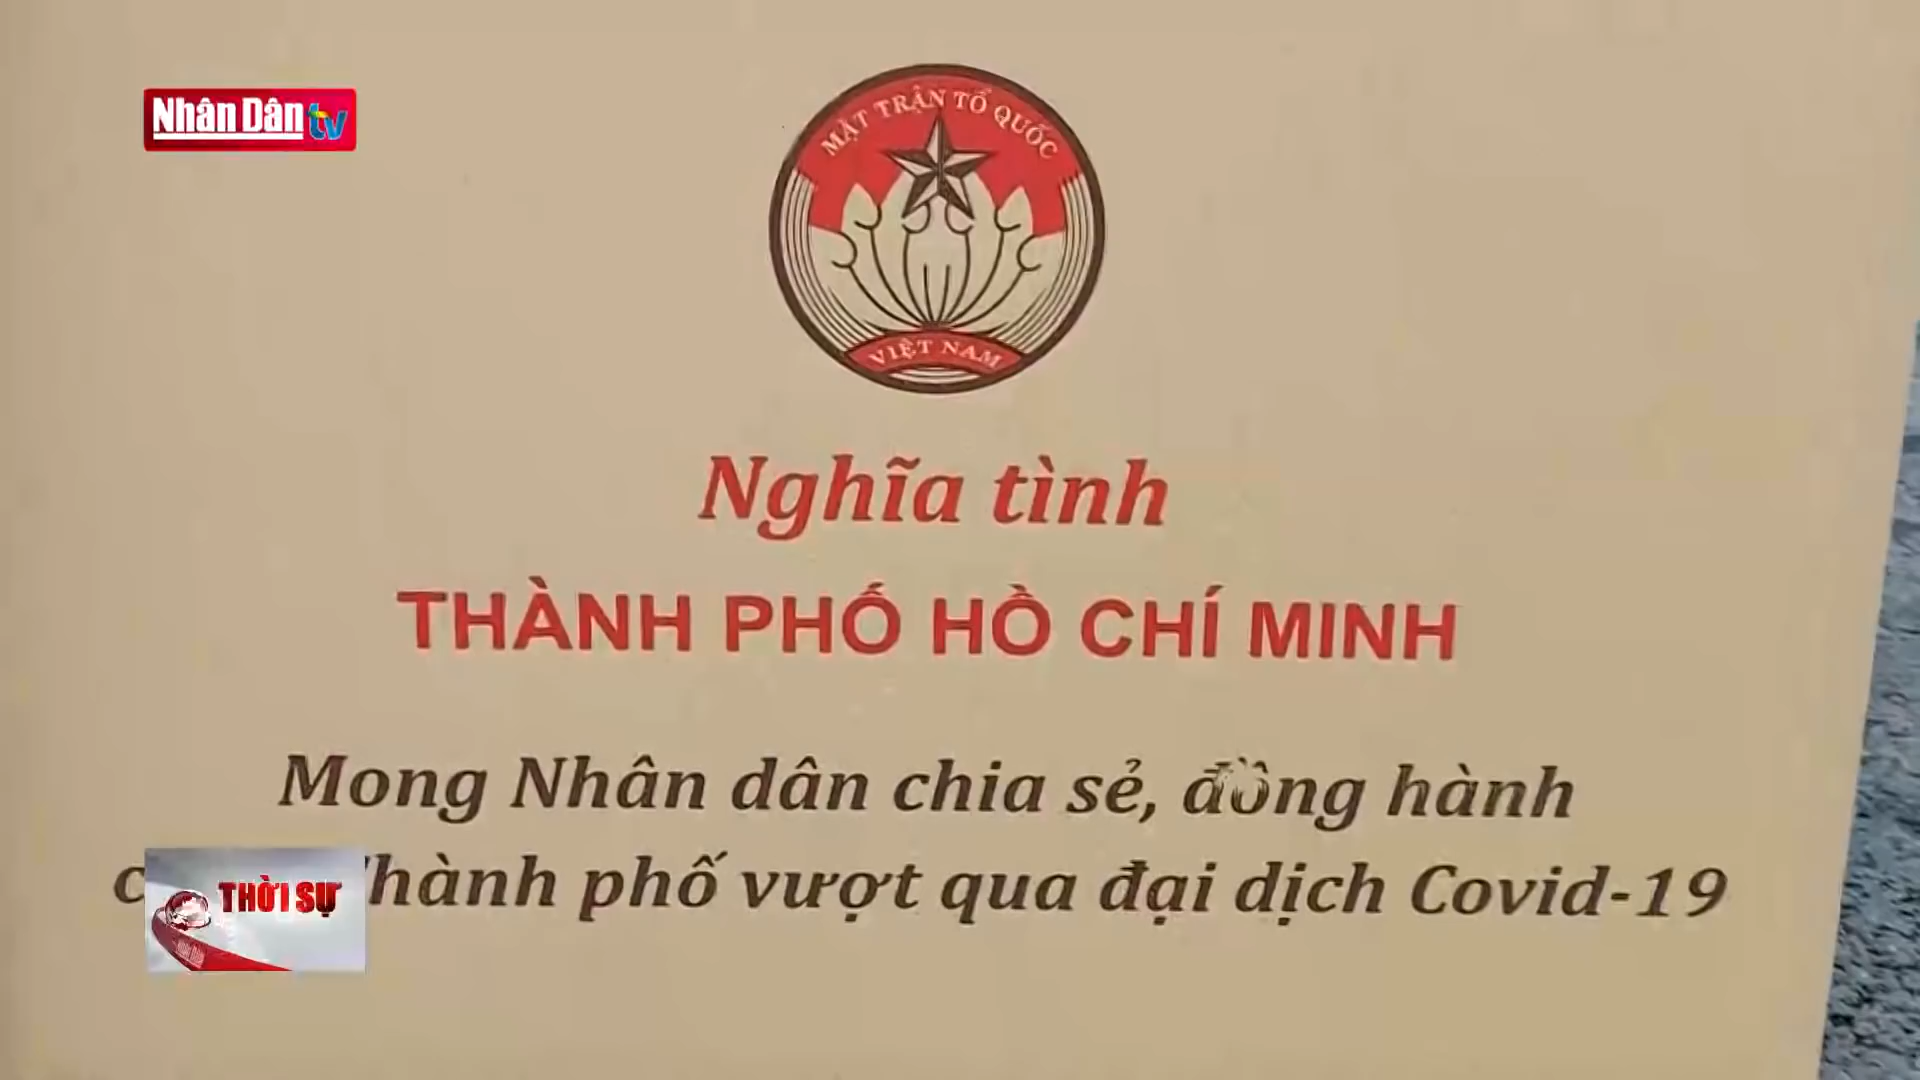 Nhân Dân tv
MẶT TRẬN TỔ QUỐC
VIỆT NAM
Nghĩa tình
THÀNH PHỐ HỒ CHÍ MINH
Mong Nhân dân chia sẻ, đồng hành
phố vượt qua đại dịch Covid-19
THỜI SỰ